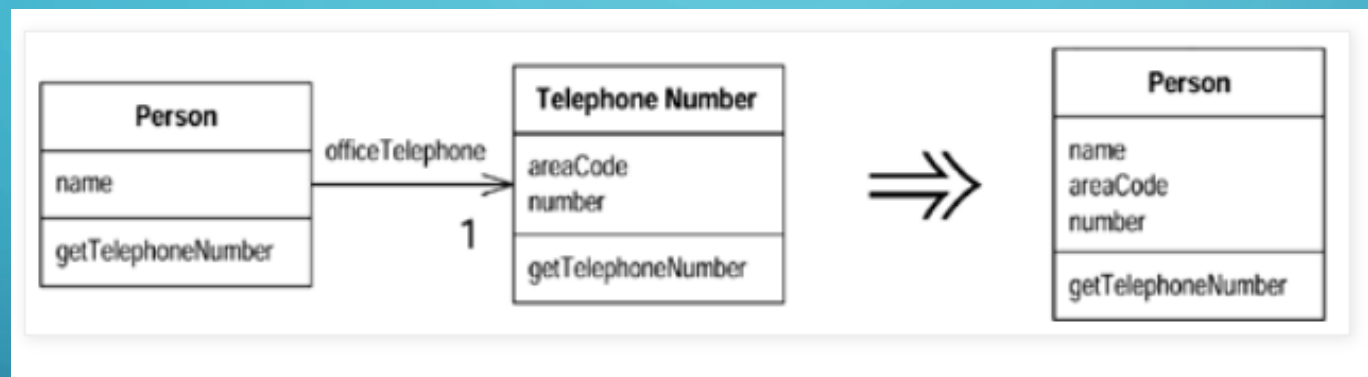 Person
name
getTelephoneNumber
officeTelephone
1
Telephone Number
areaCode
number
getTelephoneNumber
Person
name
areaCode
number
getTelephoneNumber